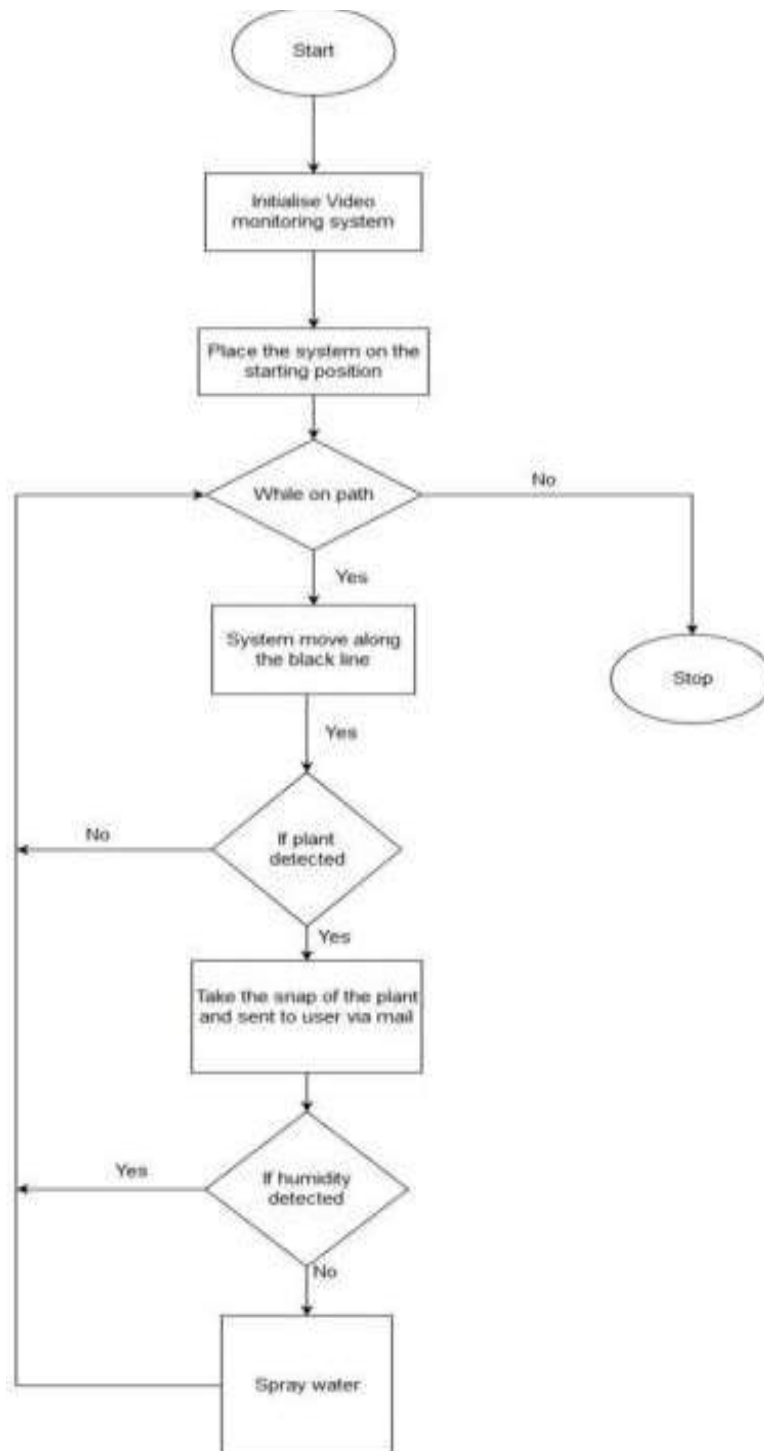 Start
Initialise Video
monitoring system
Place the system on the
starting position
While on path
No
Yes
System move along
the black line
Stop
Yes
If plant
detected
No
Yes
Take the snap of the plant
and sent to user via mail
If humidity
detected
Yes
No
Spray water